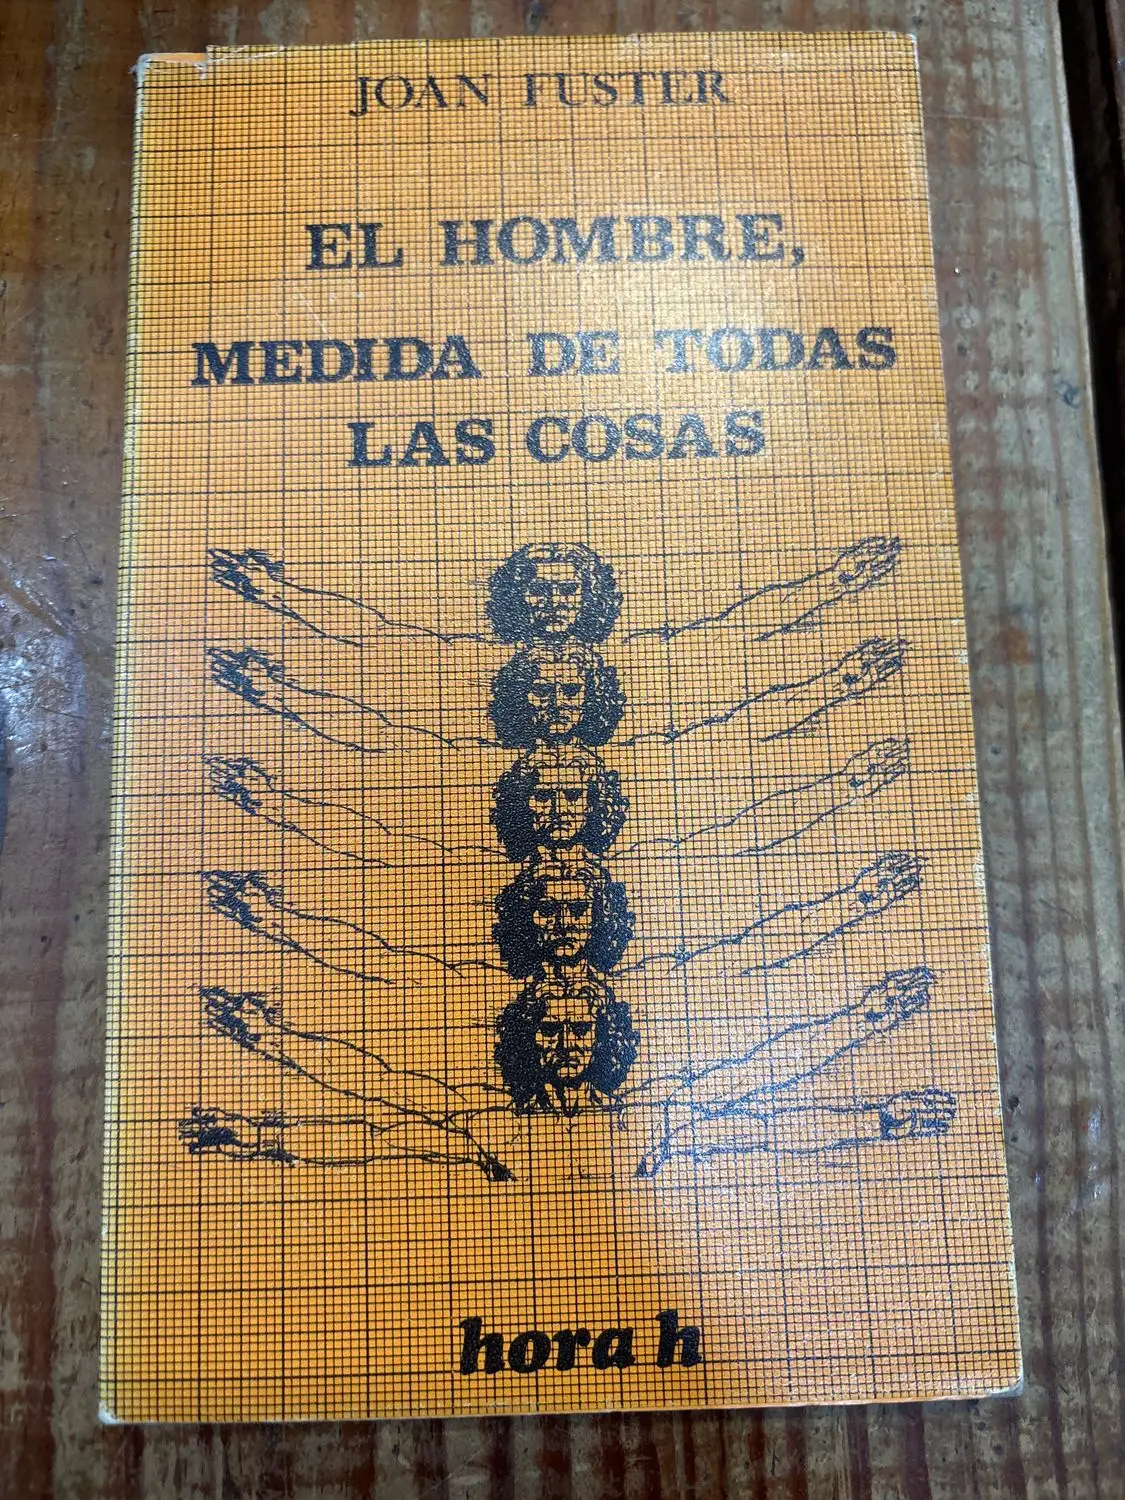 JOAN FUSTER
EL HOMBRE,
MEDIDA DE TODAS
LAS COSAS
hora h